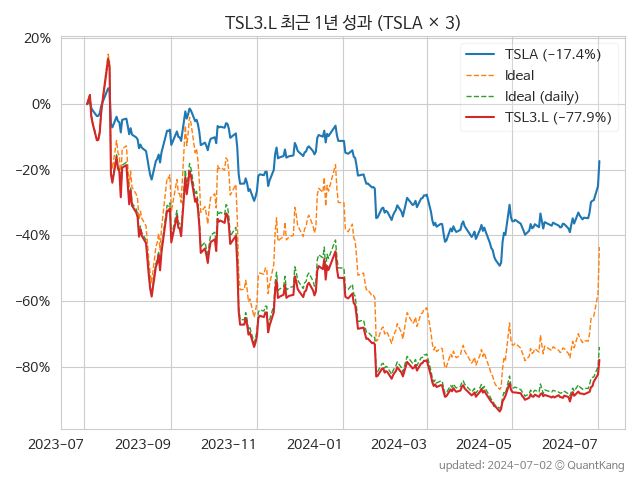 TSL3.L 최근 1년 성과 (TSLA × 3)
20%
0%
−20%
−40%
−60%
−80%
TSLA (−17.4%)
Ideal
Ideal (daily)
TSL3.L (−77.9%)
2023-07
2023-09
2023-11
2024-01
2024-03
2024-05
2024-07
updated: 2024-07-02 © QuantKang